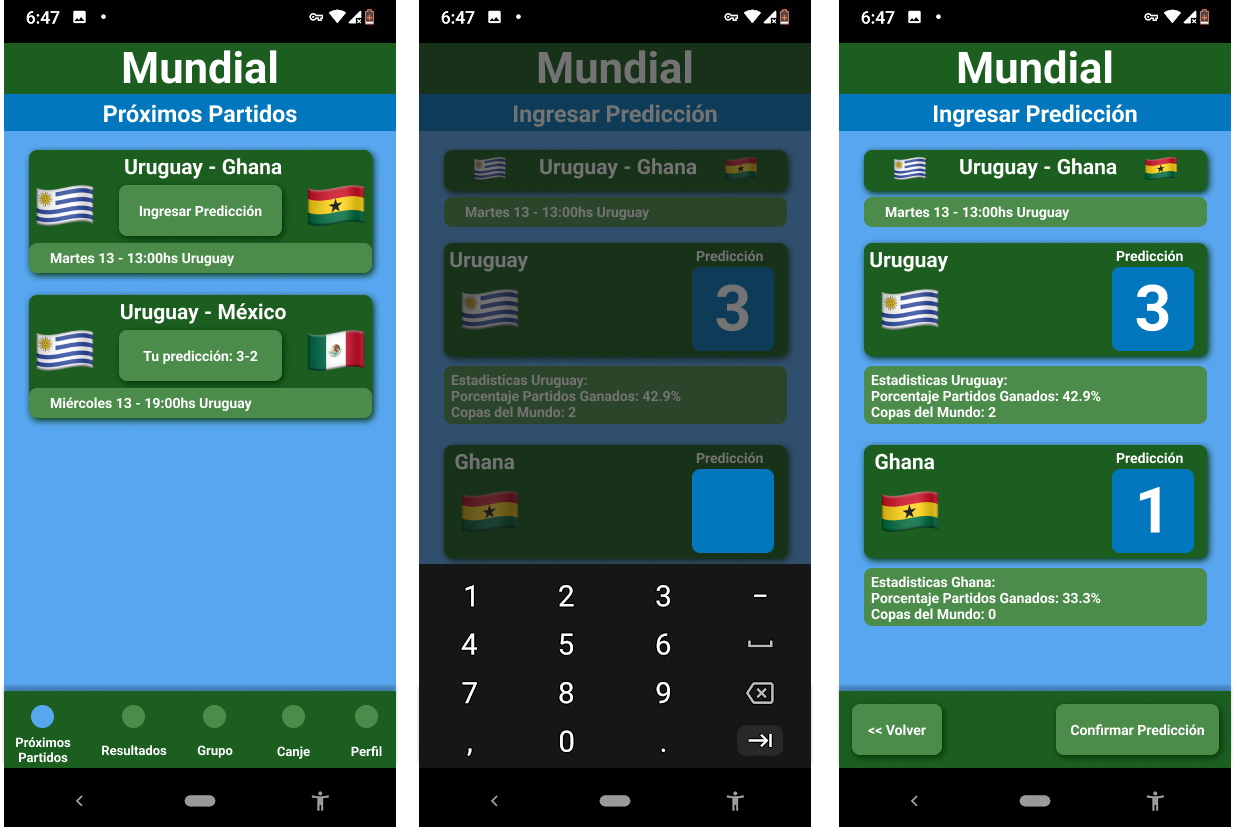 6:47
Mundial
Próximos Partidos
Uruguay - Ghana
Ingresar Predicción
Martes 13 - 13:00hs Uruguay
Uruguay - México
Tu predicción: 3-2
Miércoles 13 - 19:00hs Uruguay
Próximos
Partidos
Resultados
Grupo
Canje
Perfil
6:47
Mundial
Ingresar Predicción
Uruguay - Ghana
Martes 13 - 13:00hs Uruguay
Uruguay
Predicción
3
Estadisticas Uruguay:
Porcentaje Partidos Ganados: 42.9%
Copas del Mundo: 2
Ghana
Predicción
1 2 3 –
4 5 6
7 8 9
, 0 .
6:47
Mundial
Ingresar Predicción
Uruguay - Ghana
Martes 13 - 13:00hs Uruguay
Uruguay
Predicción
3
Estadisticas Uruguay:
Porcentaje Partidos Ganados: 42.9%
Copas del Mundo: 2
Ghana
Predicción
1
Estadisticas Ghana:
Porcentaje Partidos Ganados: 33.3%
Copas del Mundo: 0
<< Volver
Confirmar Predicción